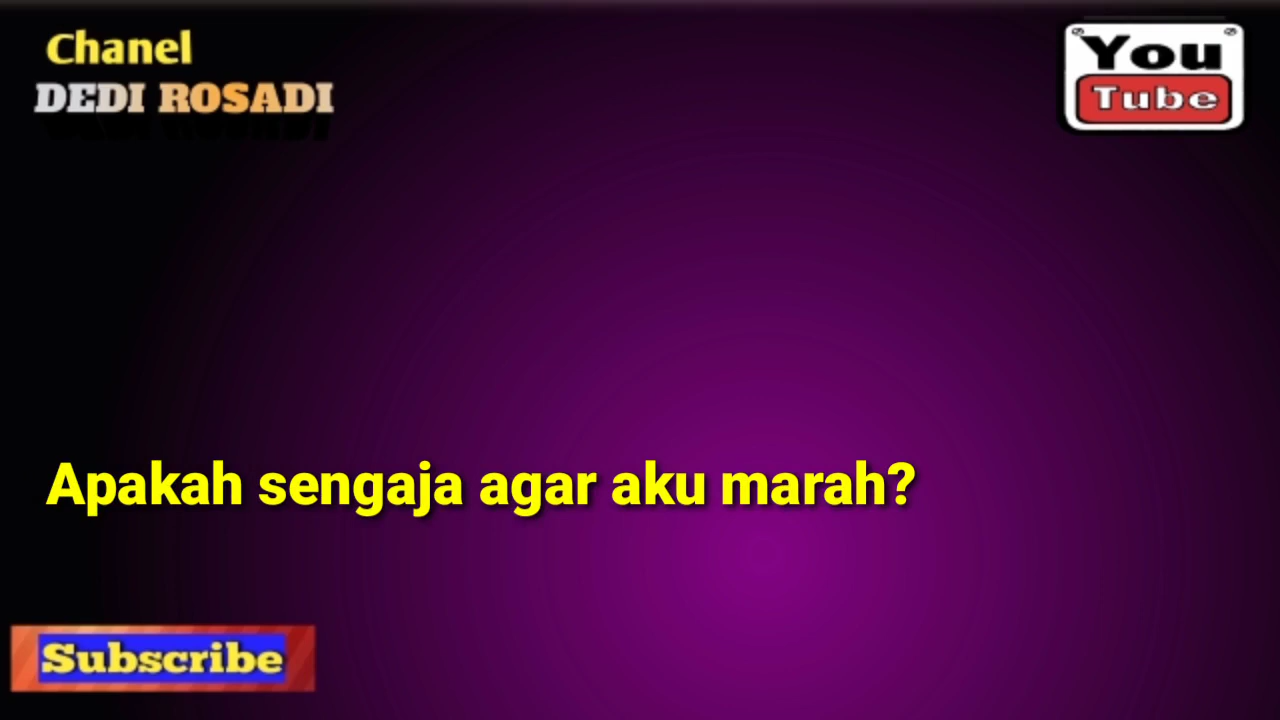 Chanel
DEDI ROSADI
You
Tube
Apakah sengaja agar aku marah?
Subscribe